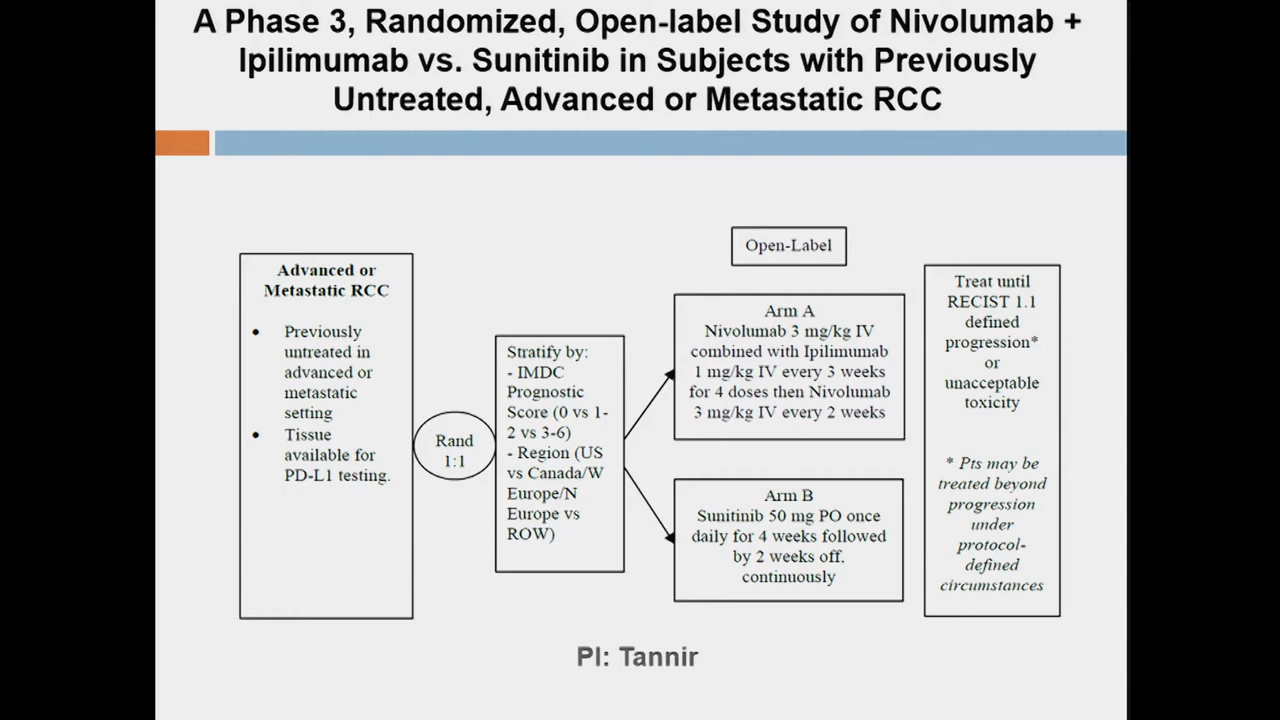 A Phase 3, Randomized, Open-label Study of Nivolumab +
Ipilimumab vs. Sunitinib in Subjects with Previously
Untreated, Advanced or Metastatic RCC
Advanced or
Metastatic RCC
• Previously
untreated in
advanced or
metastatic
setting
• Tissue
available for
PD-L1 testing.
Rand
1:1
Stratify by:
- IMDC
Prognostic
Score (0 vs 1-
2 vs 3-6)
- Region (US
vs Canada/W
Europe/N
Europe vs
ROW)
Open-Label
Arm A
Nivolumab 3 mg/kg IV
combined with Ipilimumab
1 mg/kg IV every 3 weeks
for 4 doses then Nivolumab
3 mg/kg IV every 2 weeks
Arm B
Sunitinib 50 mg PO once
daily for 4 weeks followed
by 2 weeks off,
continuously
Treat until
RECIST 1.1
defined
progression*
or
unacceptable
toxicity
* Pts may be
treated beyond
progression
under
protocol-
defined
circumstances
PI: Tannir